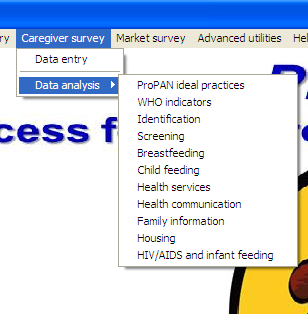 ry Caregiver survey Market survey Advanced utilities Hel
Data entry
Data analysis
ProPAN ideal practices
WHO indicators
Identification
Screening
Breastfeeding
Child feeding
Health services
Health communication
Family information
Housing
HIV/AIDS and infant feeding
cess f